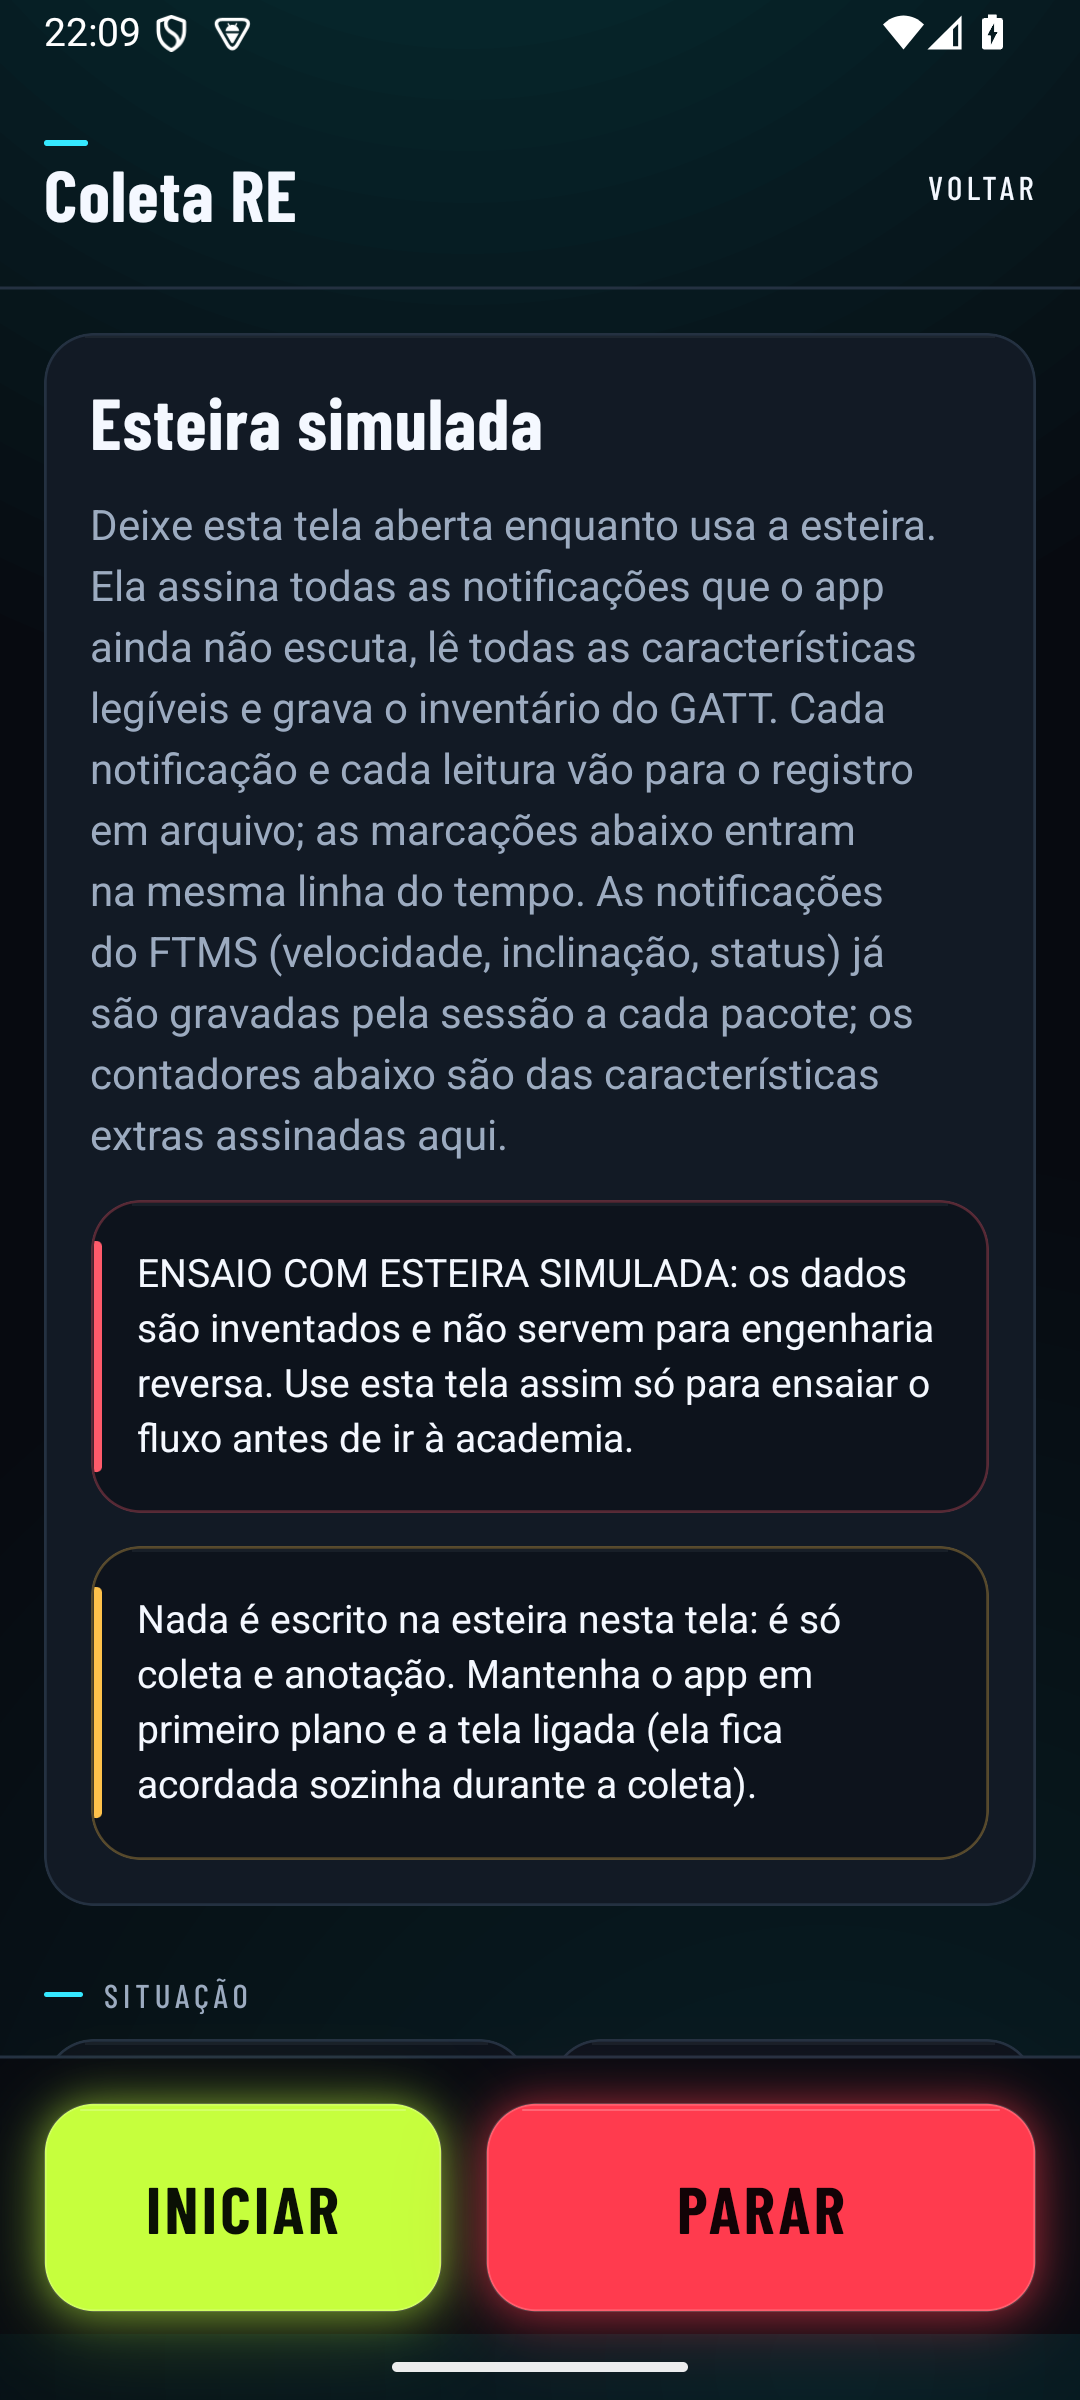 22:09
Coleta RE
VOLTAR
Esteira simulada
Deixe esta tela aberta enquanto usa a esteira.
Ela assina todas as notificações que o app
ainda não escuta, lê todas as características
legíveis e grava o inventário do GATT. Cada
notificação e cada leitura vão para o registro
em arquivo; as marcações abaixo entram
na mesma linha do tempo. As notificações
do FTMS (velocidade, inclinação, status) já
são gravadas pela sessão a cada pacote; os
contadores abaixo são das características
extras assinadas aqui.
ENSAIO COM ESTEIRA SIMULADA: os dados
são inventados e não servem para engenharia
reversa. Use esta tela assim só para ensaiar o
fluxo antes de ir à academia.
Nada é escrito na esteira nesta tela: é só
coleta e anotação. Mantenha o app em
primeiro plano e a tela ligada (ela fica
acordada sozinha durante a coleta).
SITUAÇÃO
INICIAR
PARAR